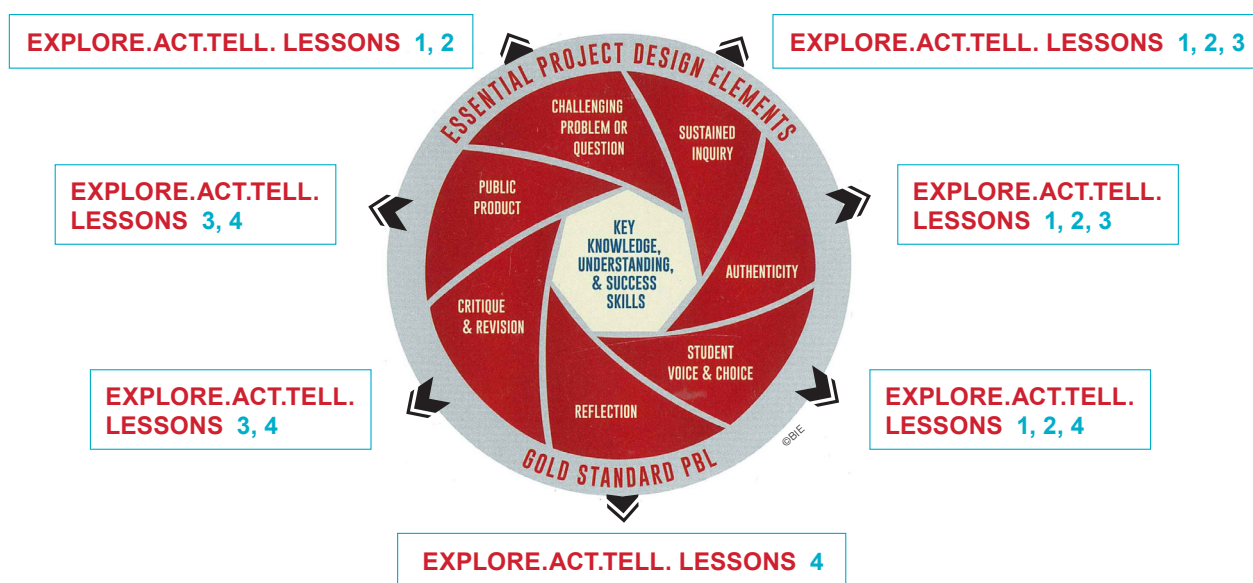 EXPLORE.ACT.TELL. LESSONS 1, 2
EXPLORE.ACT.TELL. LESSONS 1, 2, 3
ESSENTIAL PROJECT DESIGN ELEMENTS
CHALLENGING
PROBLEM OR
QUESTION
SUSTAINED
INQUIRY
EXPLORE.ACT.TELL.
LESSONS 3, 4
PUBLIC
PRODUCT
KEY
KNOWLEDGE,
UNDERSTANDING,
& SUCCESS
SKILLS
EXPLORE.ACT.TELL.
LESSONS 1, 2, 3
AUTHENTICITY
CRITIQUE
& REVISION
STUDENT
VOICE & CHOICE
REFLECTION
EXPLORE.ACT.TELL.
LESSONS 3, 4
EXPLORE.ACT.TELL.
LESSONS 1, 2, 4
GOLD STANDARD PBL
©BIE
EXPLORE.ACT.TELL. LESSONS 4